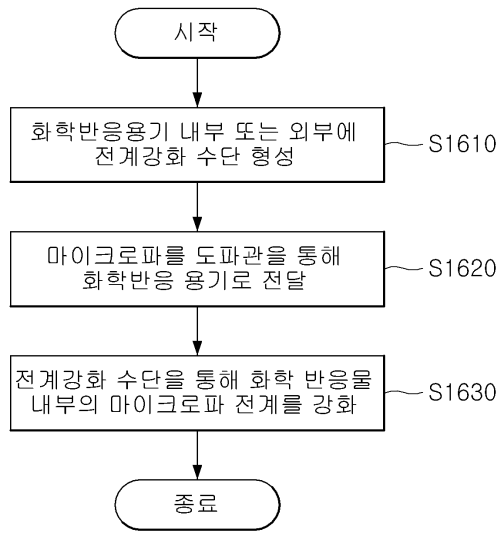 시작
화학반응용기 내부 또는 외부에
전계강화 수단 형성
S1610
마이크로파를 도파관을 통해
화학반응 용기로 전달
S1620
전계강화 수단을 통해 화학 반응물
내부의 마이크로파 전계를 강화
S1630
종료